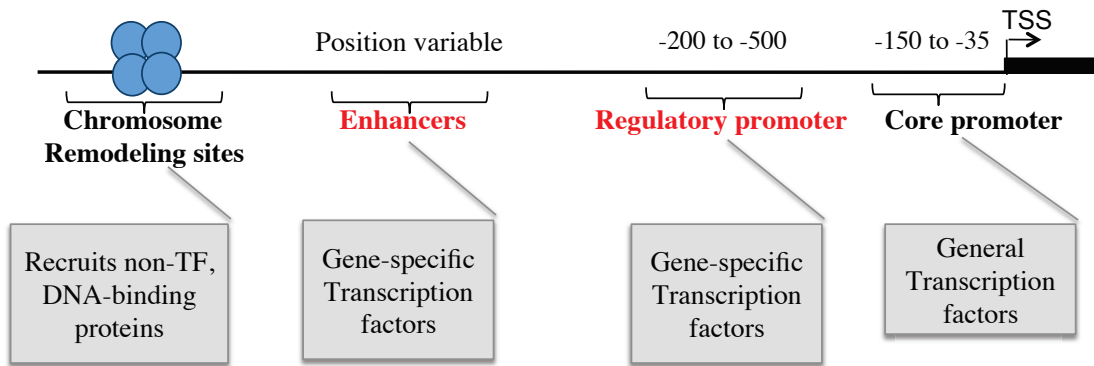 TSS
Position variable
-200 to -500
-150 to -35
Chromosome
Remodeling sites
Enhancers
Regulatory promoter
Core promoter
Recruits non-TF,
DNA-binding
proteins
Gene-specific
Transcription
factors
Gene-specific
Transcription
factors
General
Transcription
factors